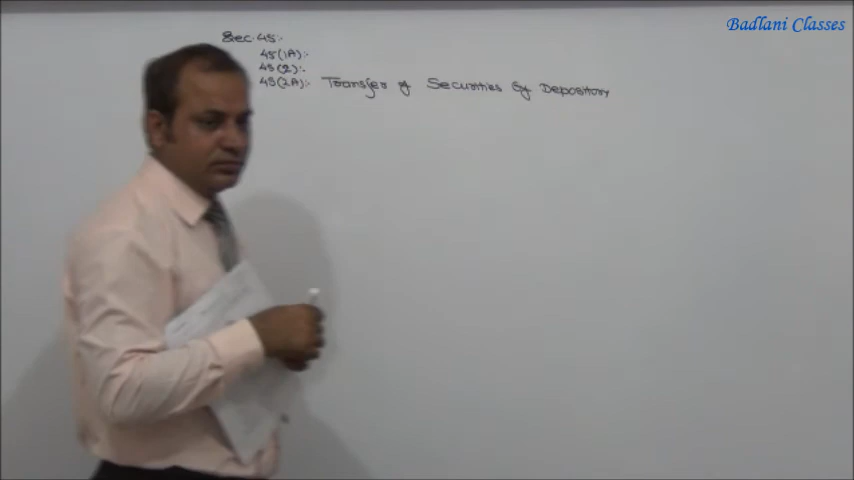 Badlani Classes
Sec. 45:-
45(1A):-
45(2):-
45(2A):- Transfer of Securities by Depository